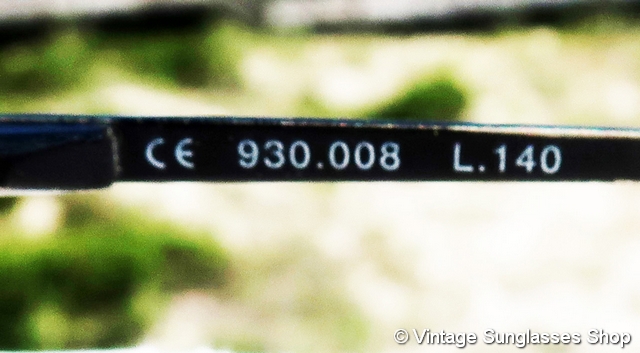 CE 930.008 L.140
© Vintage Sunglasses Shop